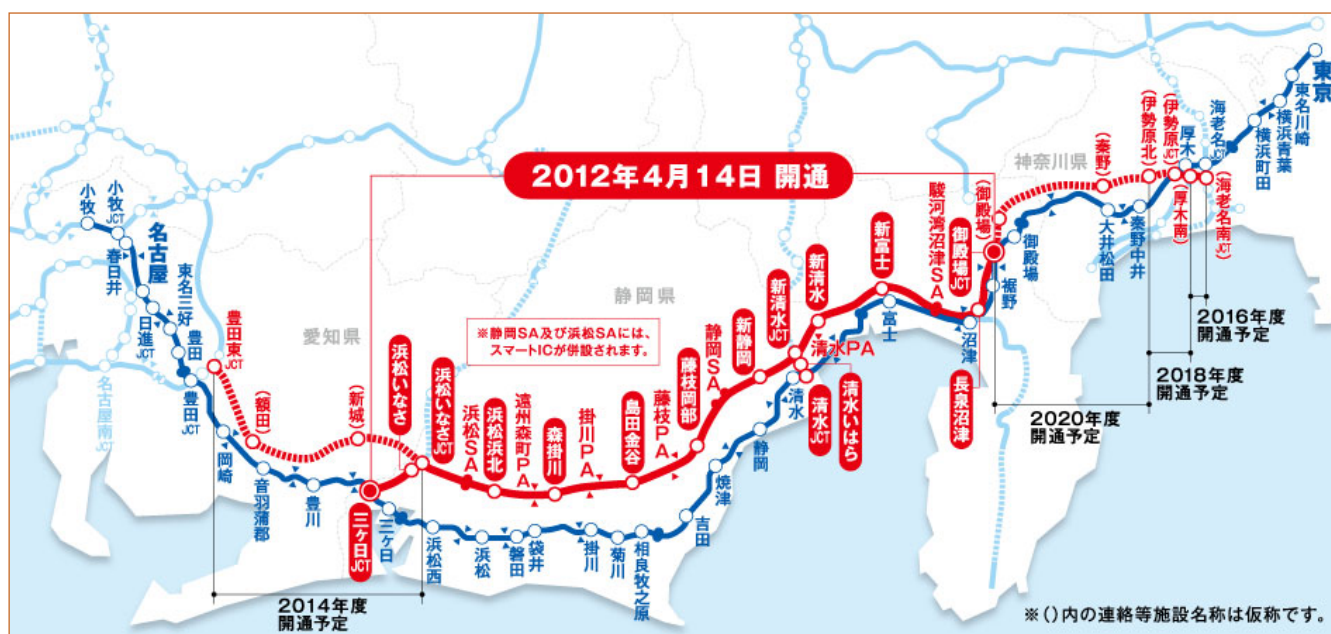 2012年4月14日 開通
東京
東名川崎
横浜青葉
横浜町田
海老名JCT
(海老名南JCT)
厚木
(厚木南)
(伊勢原JCT)
(伊勢原北)
神奈川県
(秦野)
秦野中井
大井松田
(御殿場)
御殿場
御殿場JCT
裾野
駿河湾沼津SA
長泉沼津
沼津
新富士
富士
新清水
清水PA
新清水JCT
清水いはら
清水JCT
清水
新静岡
静岡
静岡SA
静岡県
藤枝岡部
焼津
藤枝PA
吉田
島田金谷
相良牧之原
掛川PA
菊川
森掛川
掛川
遠州森町PA
袋井
磐田
浜松浜北
浜松
浜松SA
浜松いなさJCT
浜松いなさ
浜松西
三ヶ日
三ヶ日JCT
(新城)
豊川
(額田)
音羽蒲郡
岡崎
豊田東JCT
愛知県
豊田JCT
名古屋南JCT
豊田
東名三好
日進JCT
名古屋
春日井
小牧JCT
小牧
※静岡SA及び浜松SAには、
スマートICが併設されます。
2014年度
開通予定
2020年度
開通予定
2018年度
開通予定
2016年度
開通予定
※()内の連絡等施設名称は仮称です。